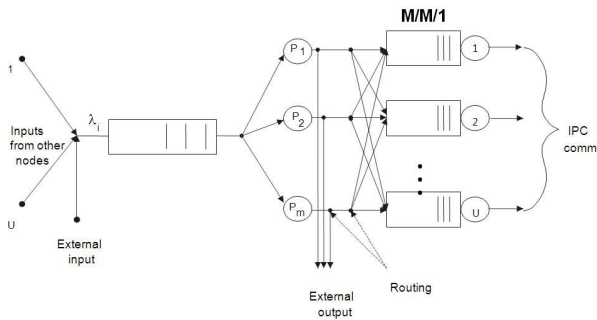 M/M/1
1
Inputs
from other
nodes
U
External
input
λi
P1
P2
Pm
1
2
U
IPC
comm
External
output
Routing